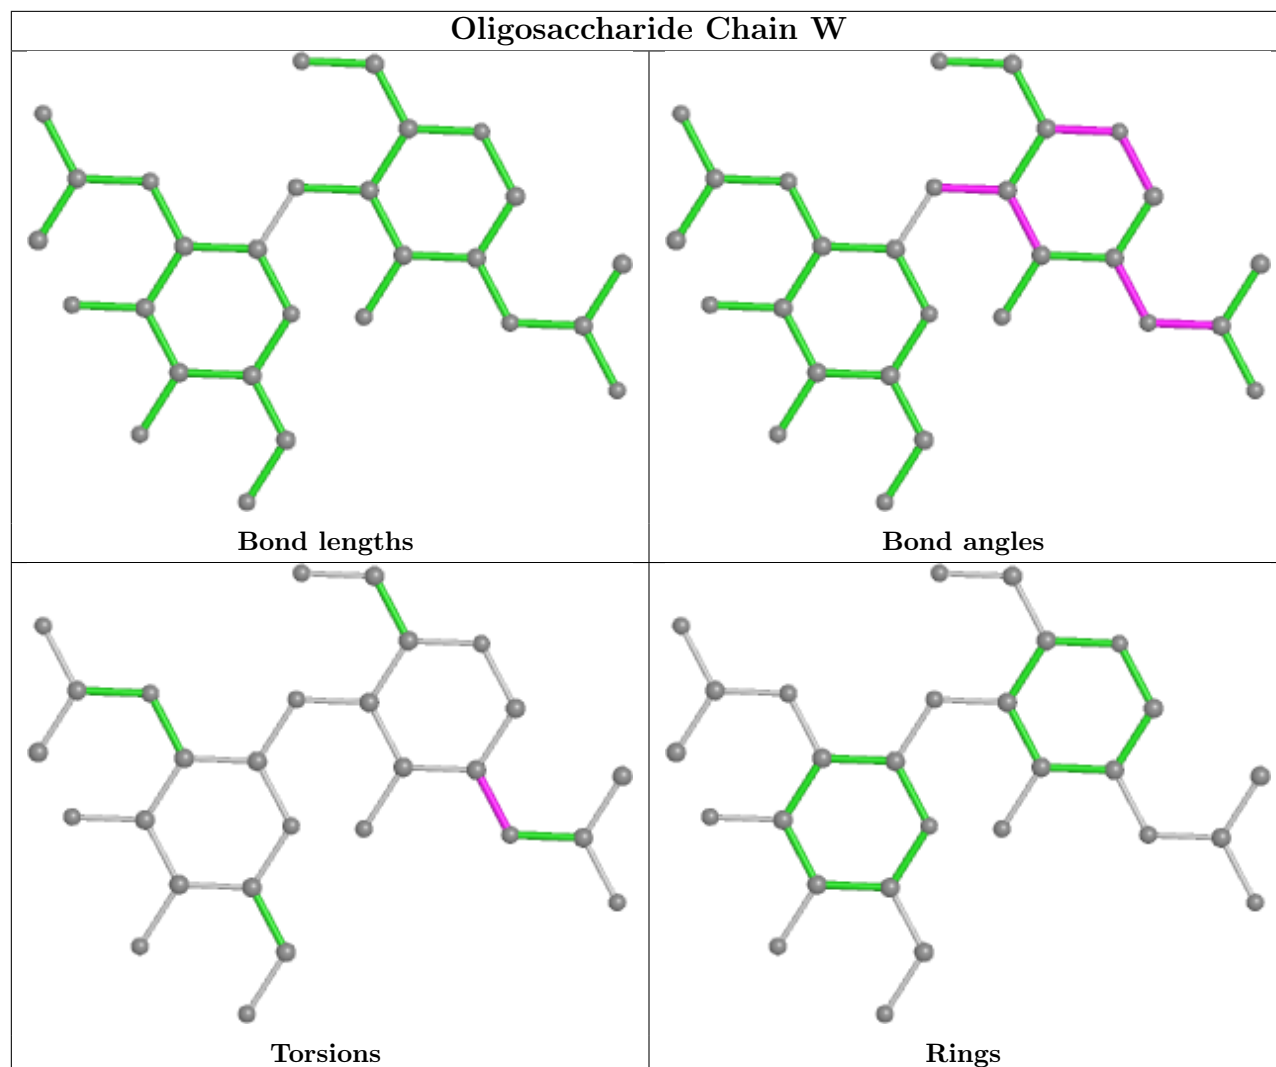 Oligosaccharide Chain W
Bond lengths
Bond angles
Torsions
Rings